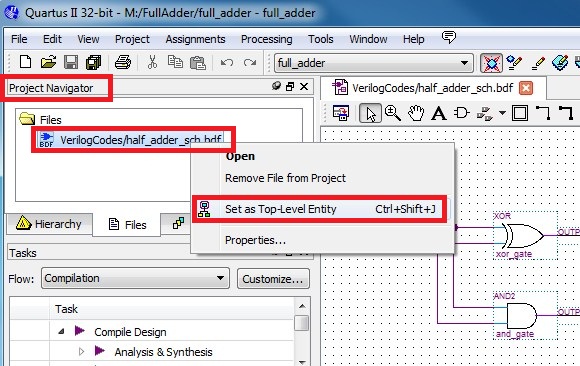 Quartus II 32-bit - M:/FullAdder/full_adder - full_adder
File Edit View Project Assignments Processing Tools Window Help
full_adder
Project Navigator
VerilogCodes/half_adder_sch.bdf
Files
BDF VerilogCodes/half_adder_sch.bdf
Open
Remove File from Project
Set as Top-Level Entity Ctrl+Shift+J
Properties...
Hierarchy Files
Tasks
Flow: Compilation Customize...
Task
Compile Design
Analysis & Synthesis
XOR
OUTP
xor_gate
AND2
OUTP
and_gate